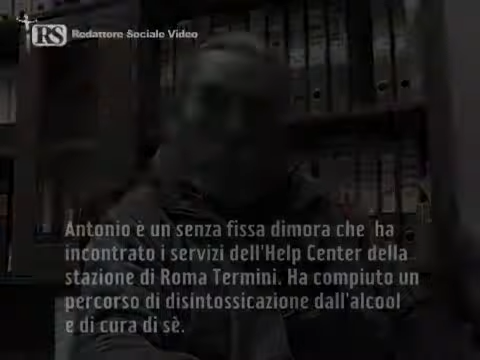 RS Redattore Sociale Video
Antonio è un senza fissa dimora che ha
incontrato i servizi dell'Help Center della
stazione di Roma Termini. Ha compiuto un
percorso di disintossicazione dall'alcool
e di cura di sè.